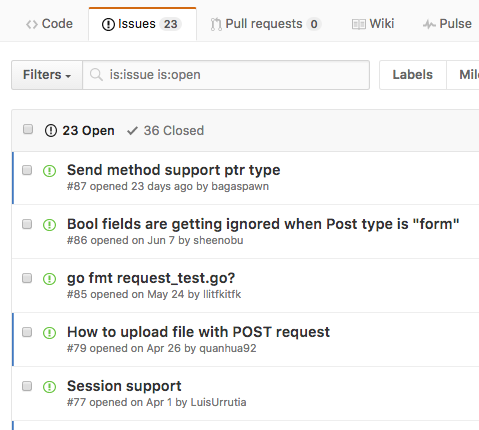 Code Issues 23 Pull requests 0 Wiki Pulse
Filters is:issue is:open Labels
23 Open 36 Closed
Send method support ptr type
#87 opened 23 days ago by bagaspawn
Bool fields are getting ignored when Post type is "form"
#86 opened on Jun 7 by sheenobu
go fmt request_test.go?
#85 opened on May 24 by llitfkitfk
How to upload file with POST request
#79 opened on Apr 26 by quanhua92
Session support
#77 opened on Apr 1 by LuisUrrutia